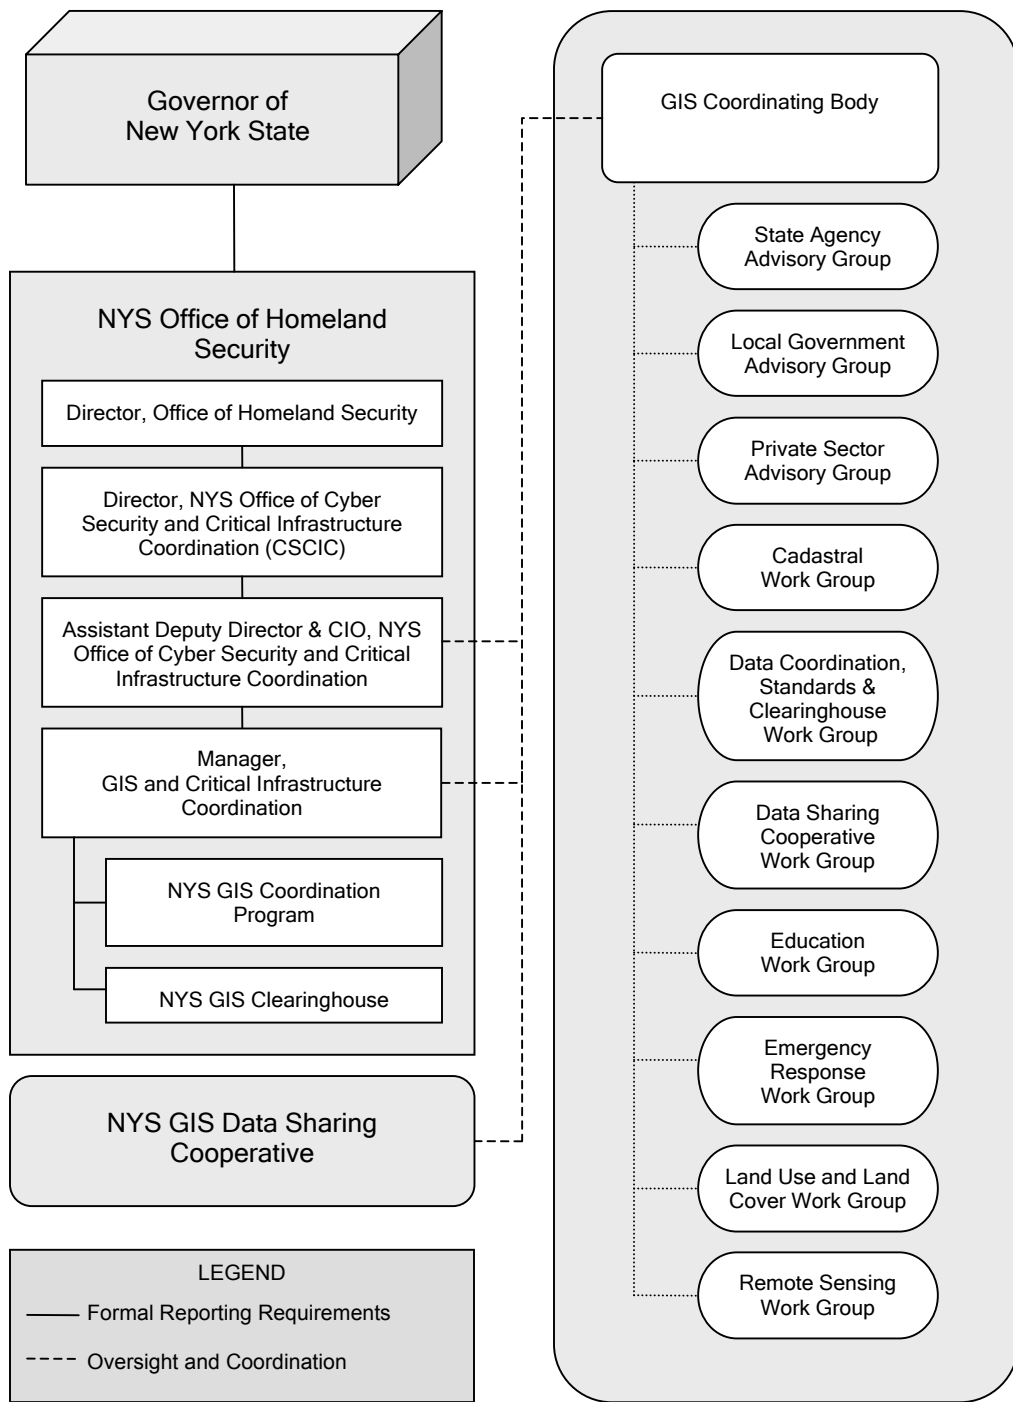 Governor of
New York State
NYS Office of Homeland
Security
Director, Office of Homeland Security
Director, NYS Office of Cyber
Security and Critical Infrastructure
Coordination (CSCIC)
Assistant Deputy Director & CIO, NYS
Office of Cyber Security and Critical
Infrastructure Coordination
Manager,
GIS and Critical Infrastructure
Coordination
NYS GIS Coordination
Program
NYS GIS Clearinghouse
NYS GIS Data Sharing
Cooperative
LEGEND
Formal Reporting Requirements
Oversight and Coordination
GIS Coordinating Body
State Agency
Advisory Group
Local Government
Advisory Group
Private Sector
Advisory Group
Cadastral
Work Group
Data Coordination,
Standards &
Clearinghouse
Work Group
Data Sharing
Cooperative
Work Group
Education
Work Group
Emergency
Response
Work Group
Land Use and Land
Cover Work Group
Remote Sensing
Work Group